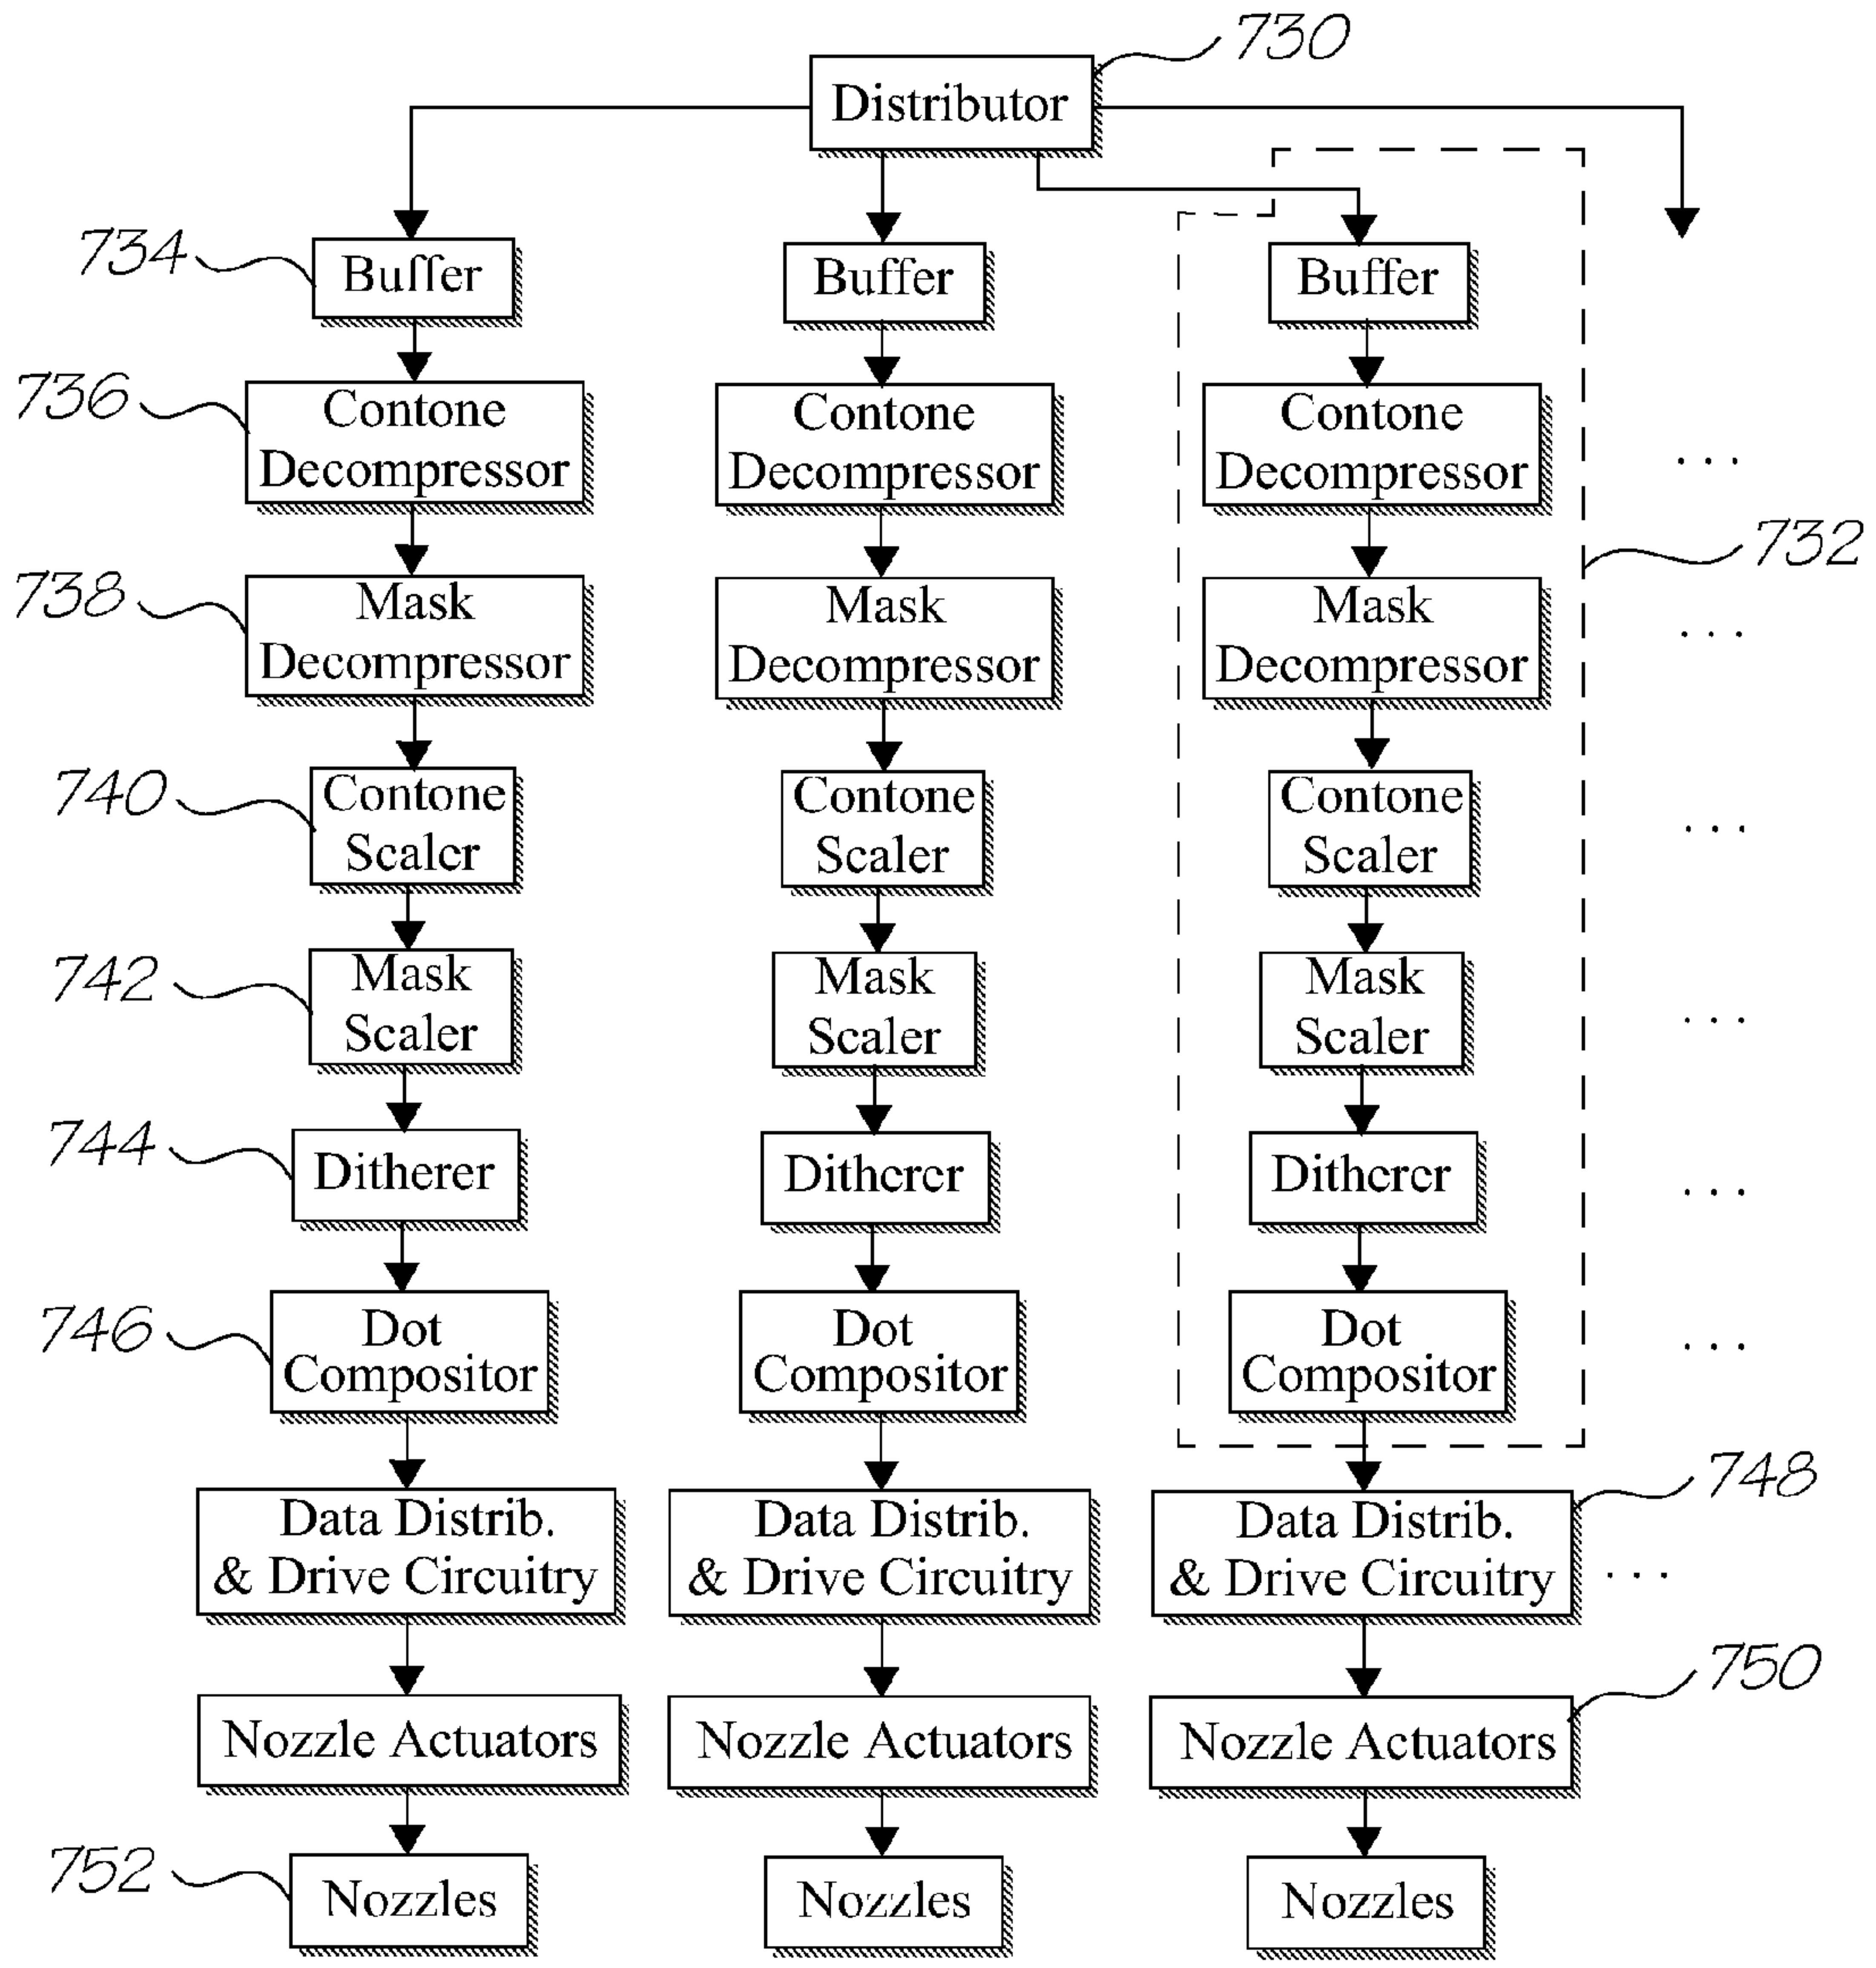 730
Distributor
734
Buffer
Buffer
Buffer
736
Contone
Decompressor
Contone
Decompressor
Contone
Decompressor
...
732
738
Mask
Decompressor
Mask
Decompressor
Mask
Decompressor
...
740
Contone
Scaler
Contone
Scaler
Contone
Scaler
...
742
Mask
Scaler
Mask
Scaler
Mask
Scaler
...
744
Ditherer
Ditherer
Ditherer
...
746
Dot
Compositor
Dot
Compositor
Dot
Compositor
...
Data Distrib.
& Drive Circuitry
Data Distrib.
& Drive Circuitry
Data Distrib.
& Drive Circuitry
748
...
Nozzle Actuators
Nozzle Actuators
Nozzle Actuators
750
752
Nozzles
Nozzles
Nozzles